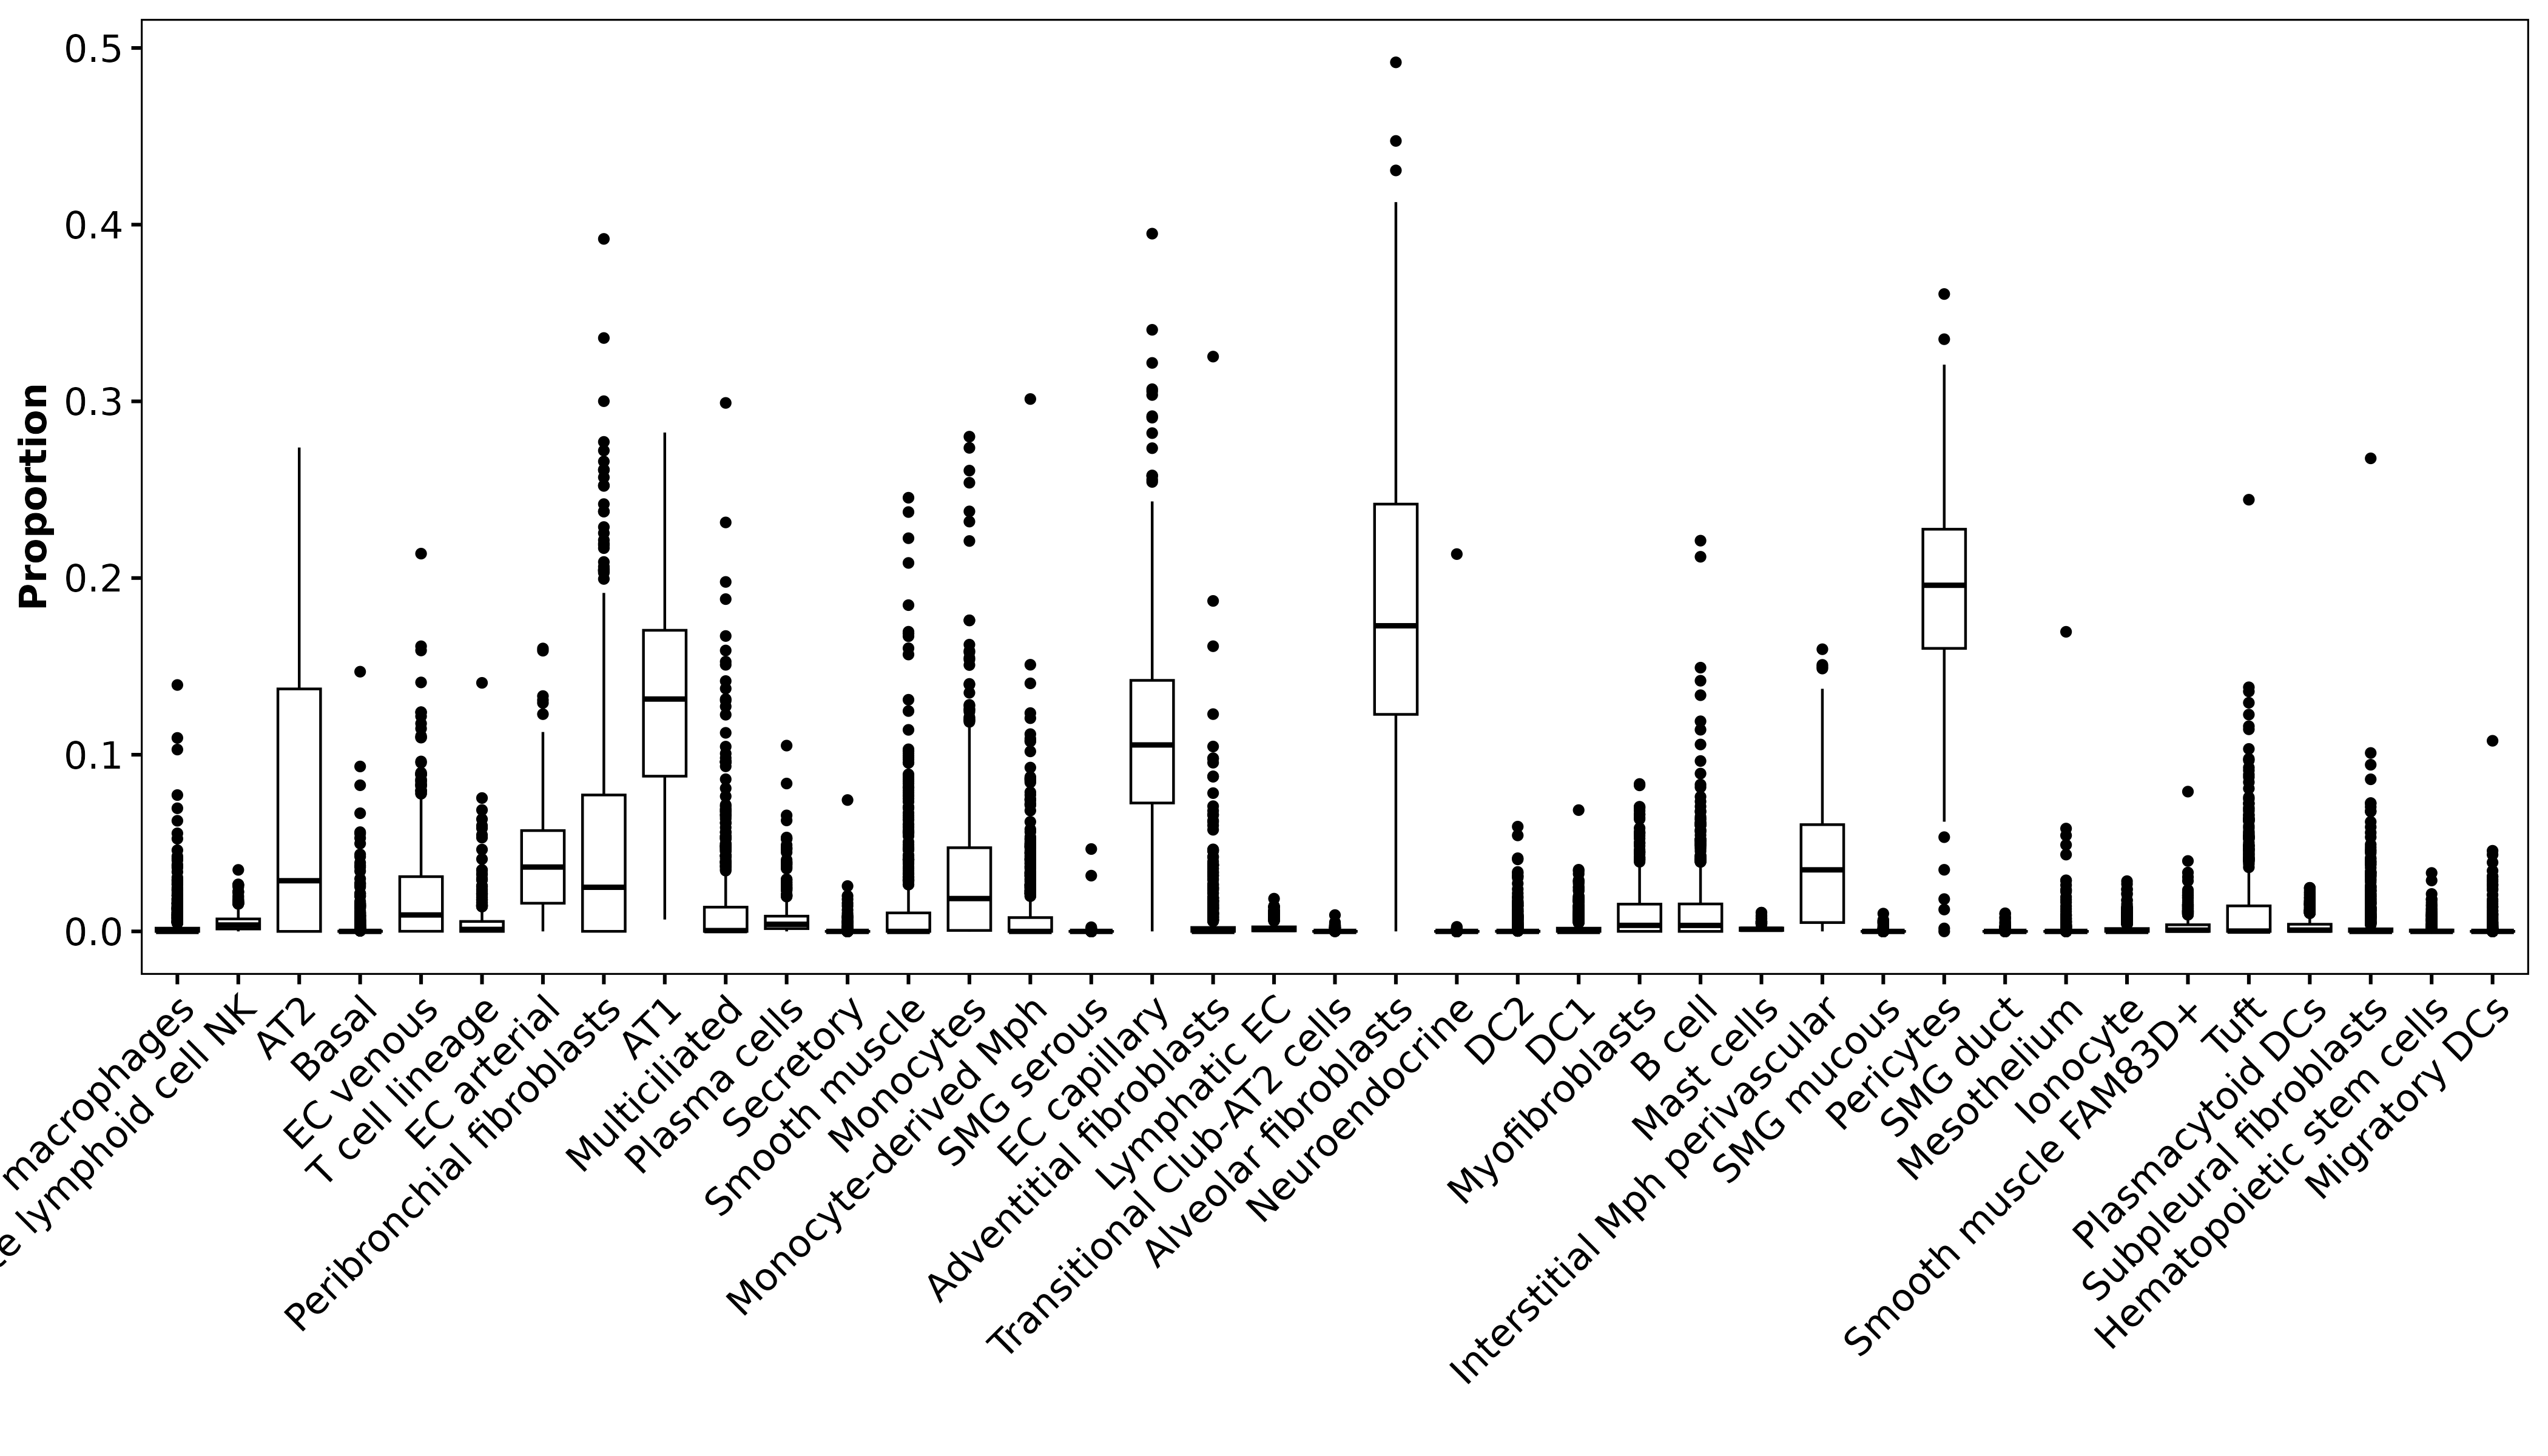 Proportion
0.5
0.4
0.3
0.2
0.1
0.0
macrophages
lymphoid cell NK
AT2
Basal
EC venous
T cell lineage
EC arterial
Peribronchial fibroblasts
AT1
Multiciliated
Plasma cells
Secretory
Smooth muscle
Monocytes
Monocyte-derived Mph
SMG serous
EC capillary
Adventitial fibroblasts
Lymphatic EC
Transitional Club-AT2 cells
Alveolar fibroblasts
Neuroendocrine
DC2
DC1
Myofibroblasts
B cell
Mast cells
Interstitial Mph perivascular
SMG mucous
Pericytes
SMG duct
Mesothelium
Ionocyte
Smooth muscle FAM83D+
Tuft
Plasmacytoid DCs
Subpleural fibroblasts
Hematopoietic stem cells
Migratory DCs